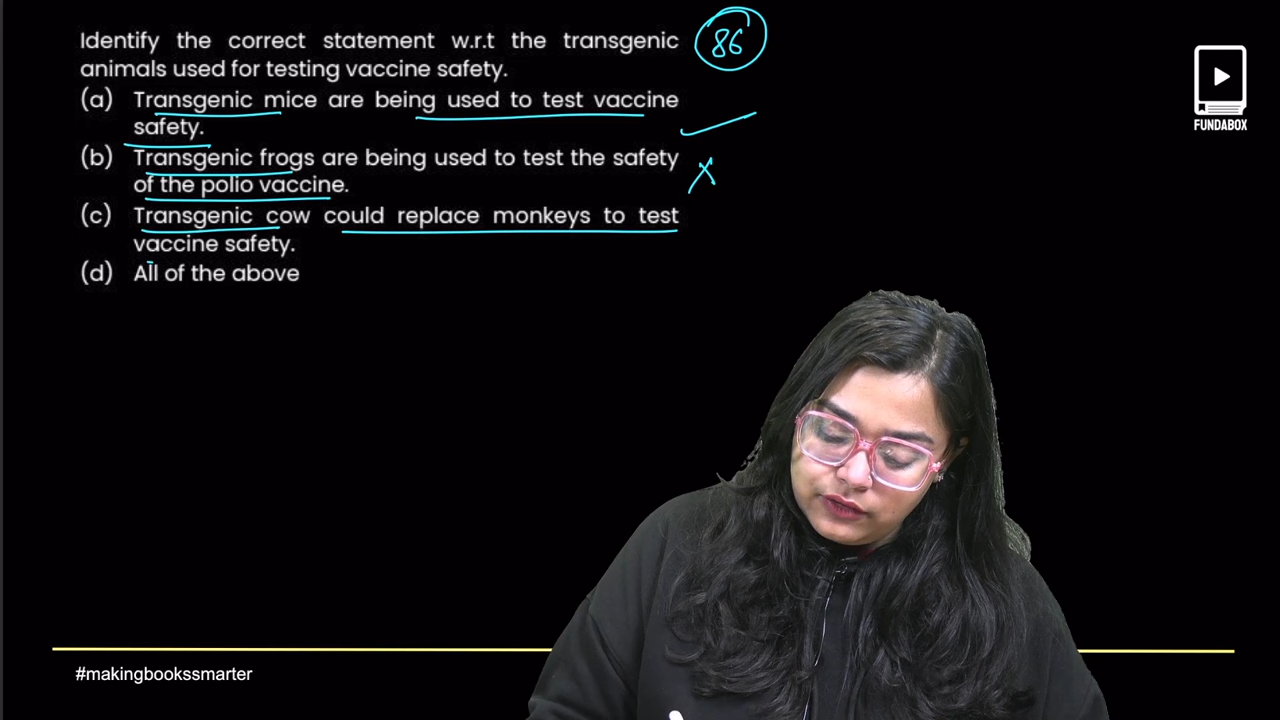 Identify the correct statement w.r.t the transgenic
animals used for testing vaccine safety.
86
(a) Transgenic mice are being used to test vaccine
safety.
(b) Transgenic frogs are being used to test the safety
of the polio vaccine.
(c) Transgenic cow could replace monkeys to test
vaccine safety.
(d) All of the above
FUNDABOX
#makingbookssmarter